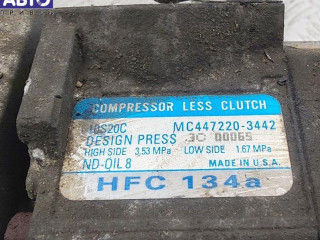 АВТО
COMPRESSOR LESS CLUTCH
10S20C MC447220-3442
DESIGN PRESS 3C 00065
HIGH SIDE 3,53 MPa LOW SIDE 1.67 MPa
ND-OIL 8 MADE IN U.S.A.
HFC 134a